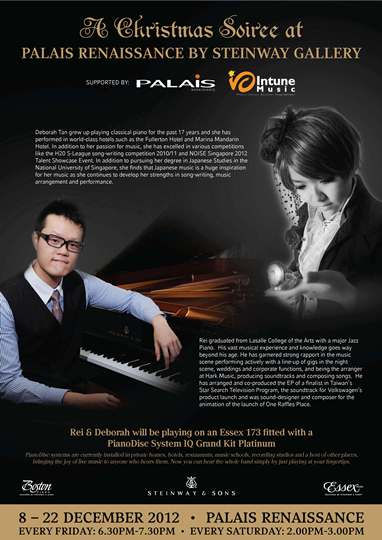 A Christmas Soiree at
PALAIS RENAISSANCE BY STEINWAY GALLERY
SUPPORTED BY: PALAIS
RENAISSANCE
Intune
Music
Deborah Tan grew up playing classical piano for the past 17 years and she has
performed in world-class hotels such as the Fullerton Hotel and Marina Mandarin
Hotel. In addition to her passion for music, she has excelled in various competitions
like the H20 S-League song-writing competition 2010/11 and NOISE Singapore 2012
Talent Showcase Event. In addition to pursuing her degree in Japanese Studies in the
National University of Singapore, she finds that Japanese music is a huge inspiration
for her music as she continues to develop her strengths in song-writing, music
arrangement and performance.
Rei graduated from Lasalle College of the Arts with a major Jazz
Piano. His vast musical experience and knowledge goes way
beyond his age. He has garnered strong rapport in the music
scene performing actively with a line-up of gigs in the night
scene, weddings and corporate functions, and being the arranger
at Hark Music, producing soundtracks and composing songs. He
has arranged and co-produced the EP of a finalist in Taiwan's
Star Search Television Program, the soundtrack for Volkswagen's
product launch and was sound-designer and composer for the
animation of the launch of One Raffles Place.
Rei & Deborah will be playing on an Essex 173 fitted with a
PianoDisc System IQ Grand Kit Platinum
PianoDisc systems are currently installed in private homes, hotels, restaurants, music schools, recording studios and a host of other places,
bringing the joy of live music to anyone who hears them. Now you can hear the whole band simply by just playing at your fingertips.
Boston
STEINWAY & SONS
Essex
8 – 22 DECEMBER 2012 • PALAIS RENAISSANCE
EVERY FRIDAY: 6.30PM-7.30PM • EVERY SATURDAY: 2.00PM-3.00PM